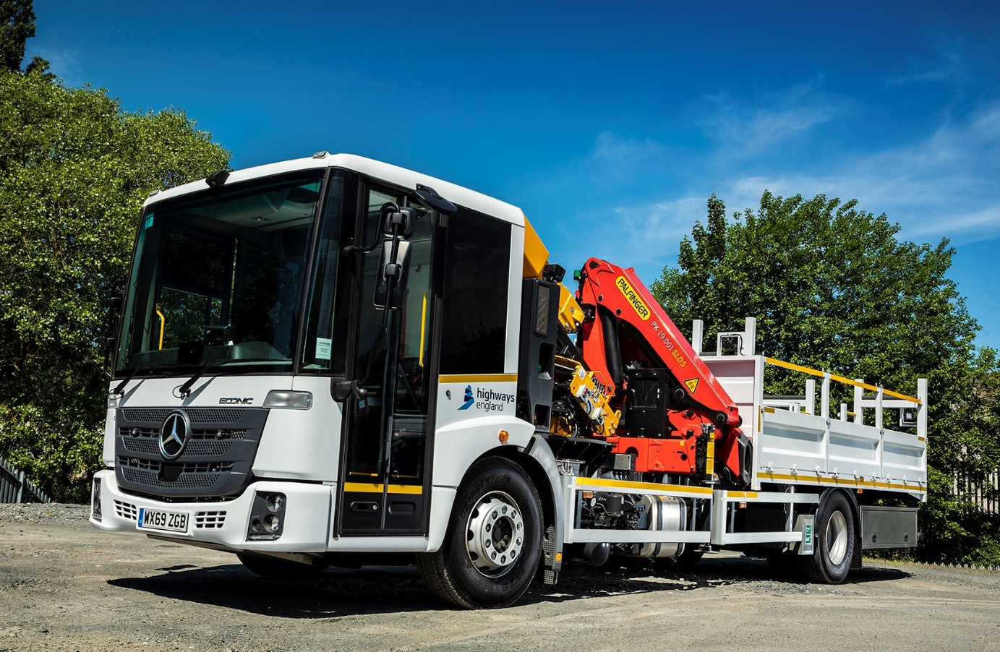 PALFINGER
PK 19.001 SLD5
ECONIC
highways
england
WX69 ZGB